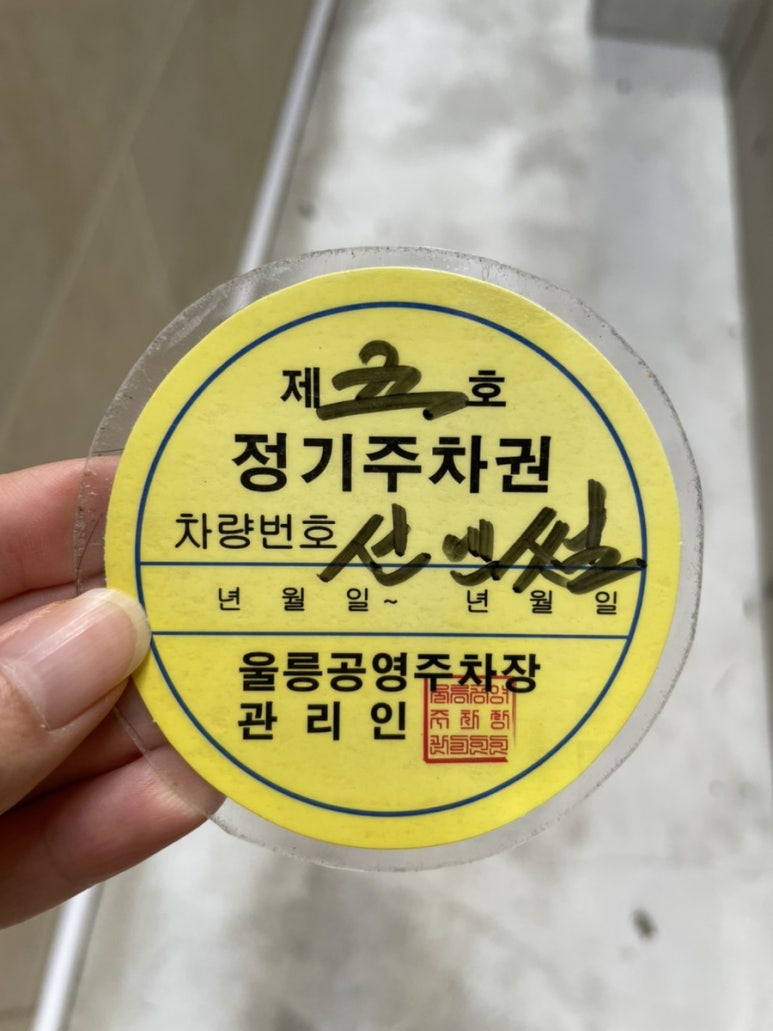 제 호
정기주차권
차량번호
년 월 일 ~ 년 월 일
울릉공영주차장
관 리 인